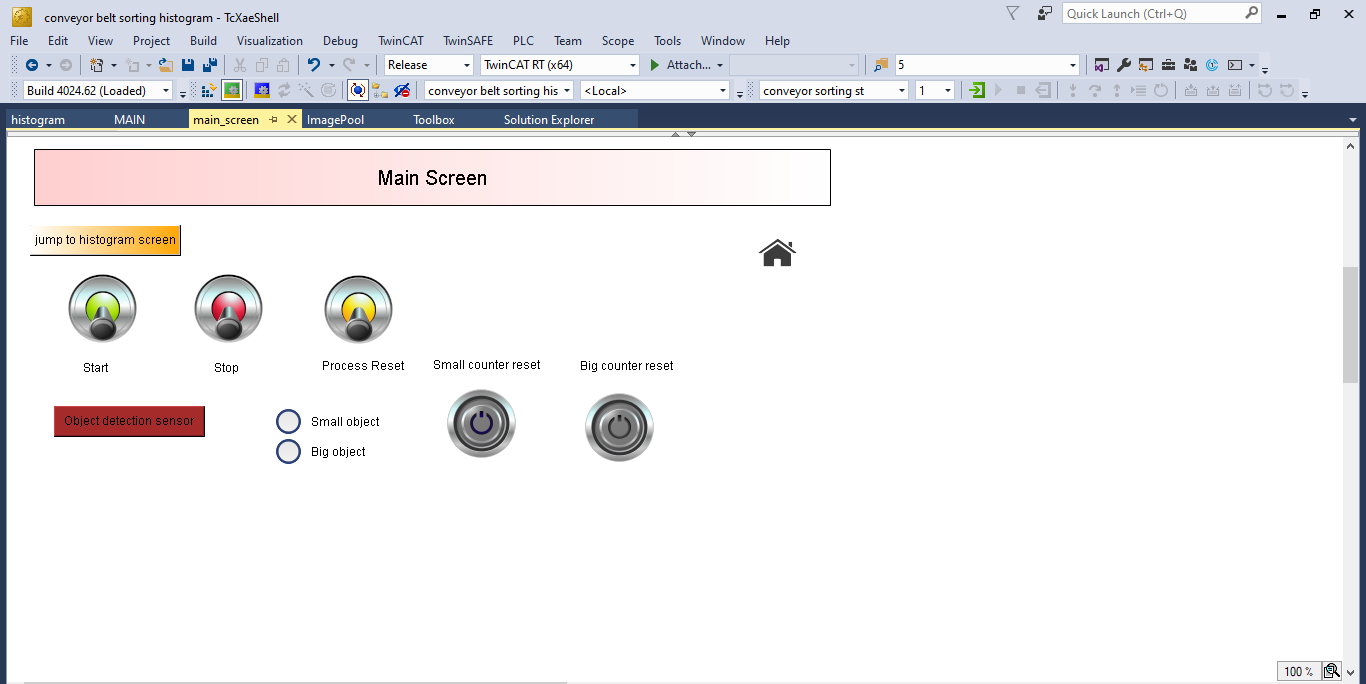 conveyor belt sorting histogram - TcXaeShell
Quick Launch (Ctrl+Q)
File Edit View Project Build Visualization Debug TwinCAT TwinSAFE PLC Team Scope Tools Window Help
Release TwinCAT RT (x64) Attach... 5
Build 4024.62 (Loaded) conveyor belt sorting his <Local> conveyor sorting st 1
histogram MAIN main_screen ImagePool Toolbox Solution Explorer
Main Screen
jump to histogram screen
Start Stop Process Reset Small counter reset Big counter reset
Object detection sensor Small object
Big object
100 %